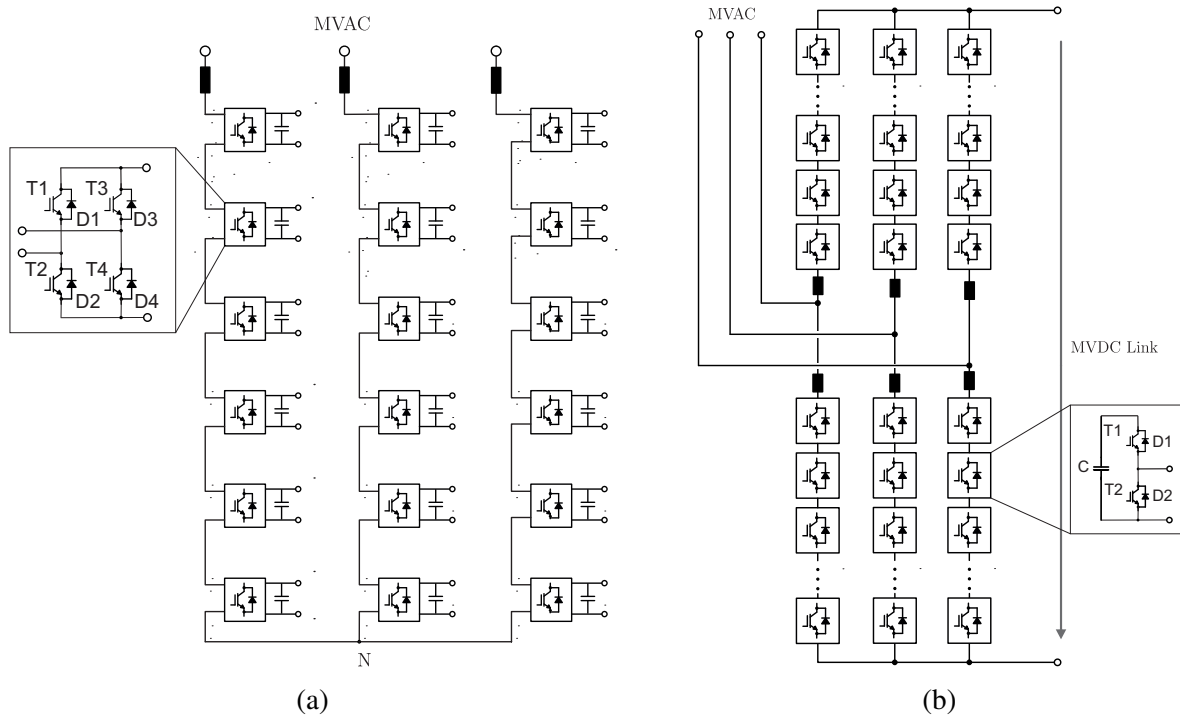 MVAC
T1 T3
D1 D3
T2 T4
D2 D4
N
(a)
MVAC
MVDC Link
T1 D1
C
T2 D2
(b)